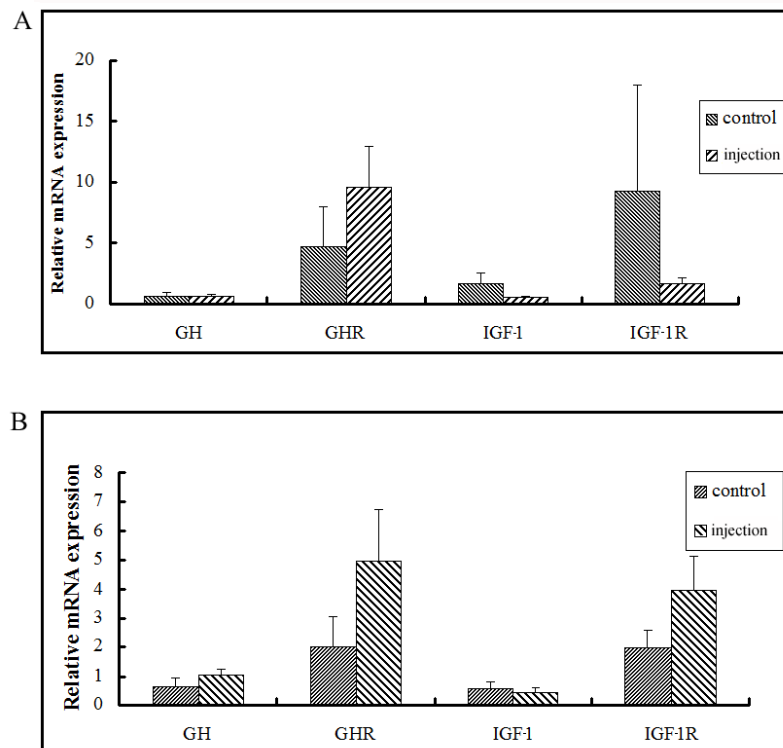 A
Relative mRNA expression
20
15
10
5
0
control
injection
GH GHR IGF-1 IGF-1R
B
Relative mRNA expression
8
7
6
5
4
3
2
1
0
control
injection
GH GHR IGF-1 IGF-1R